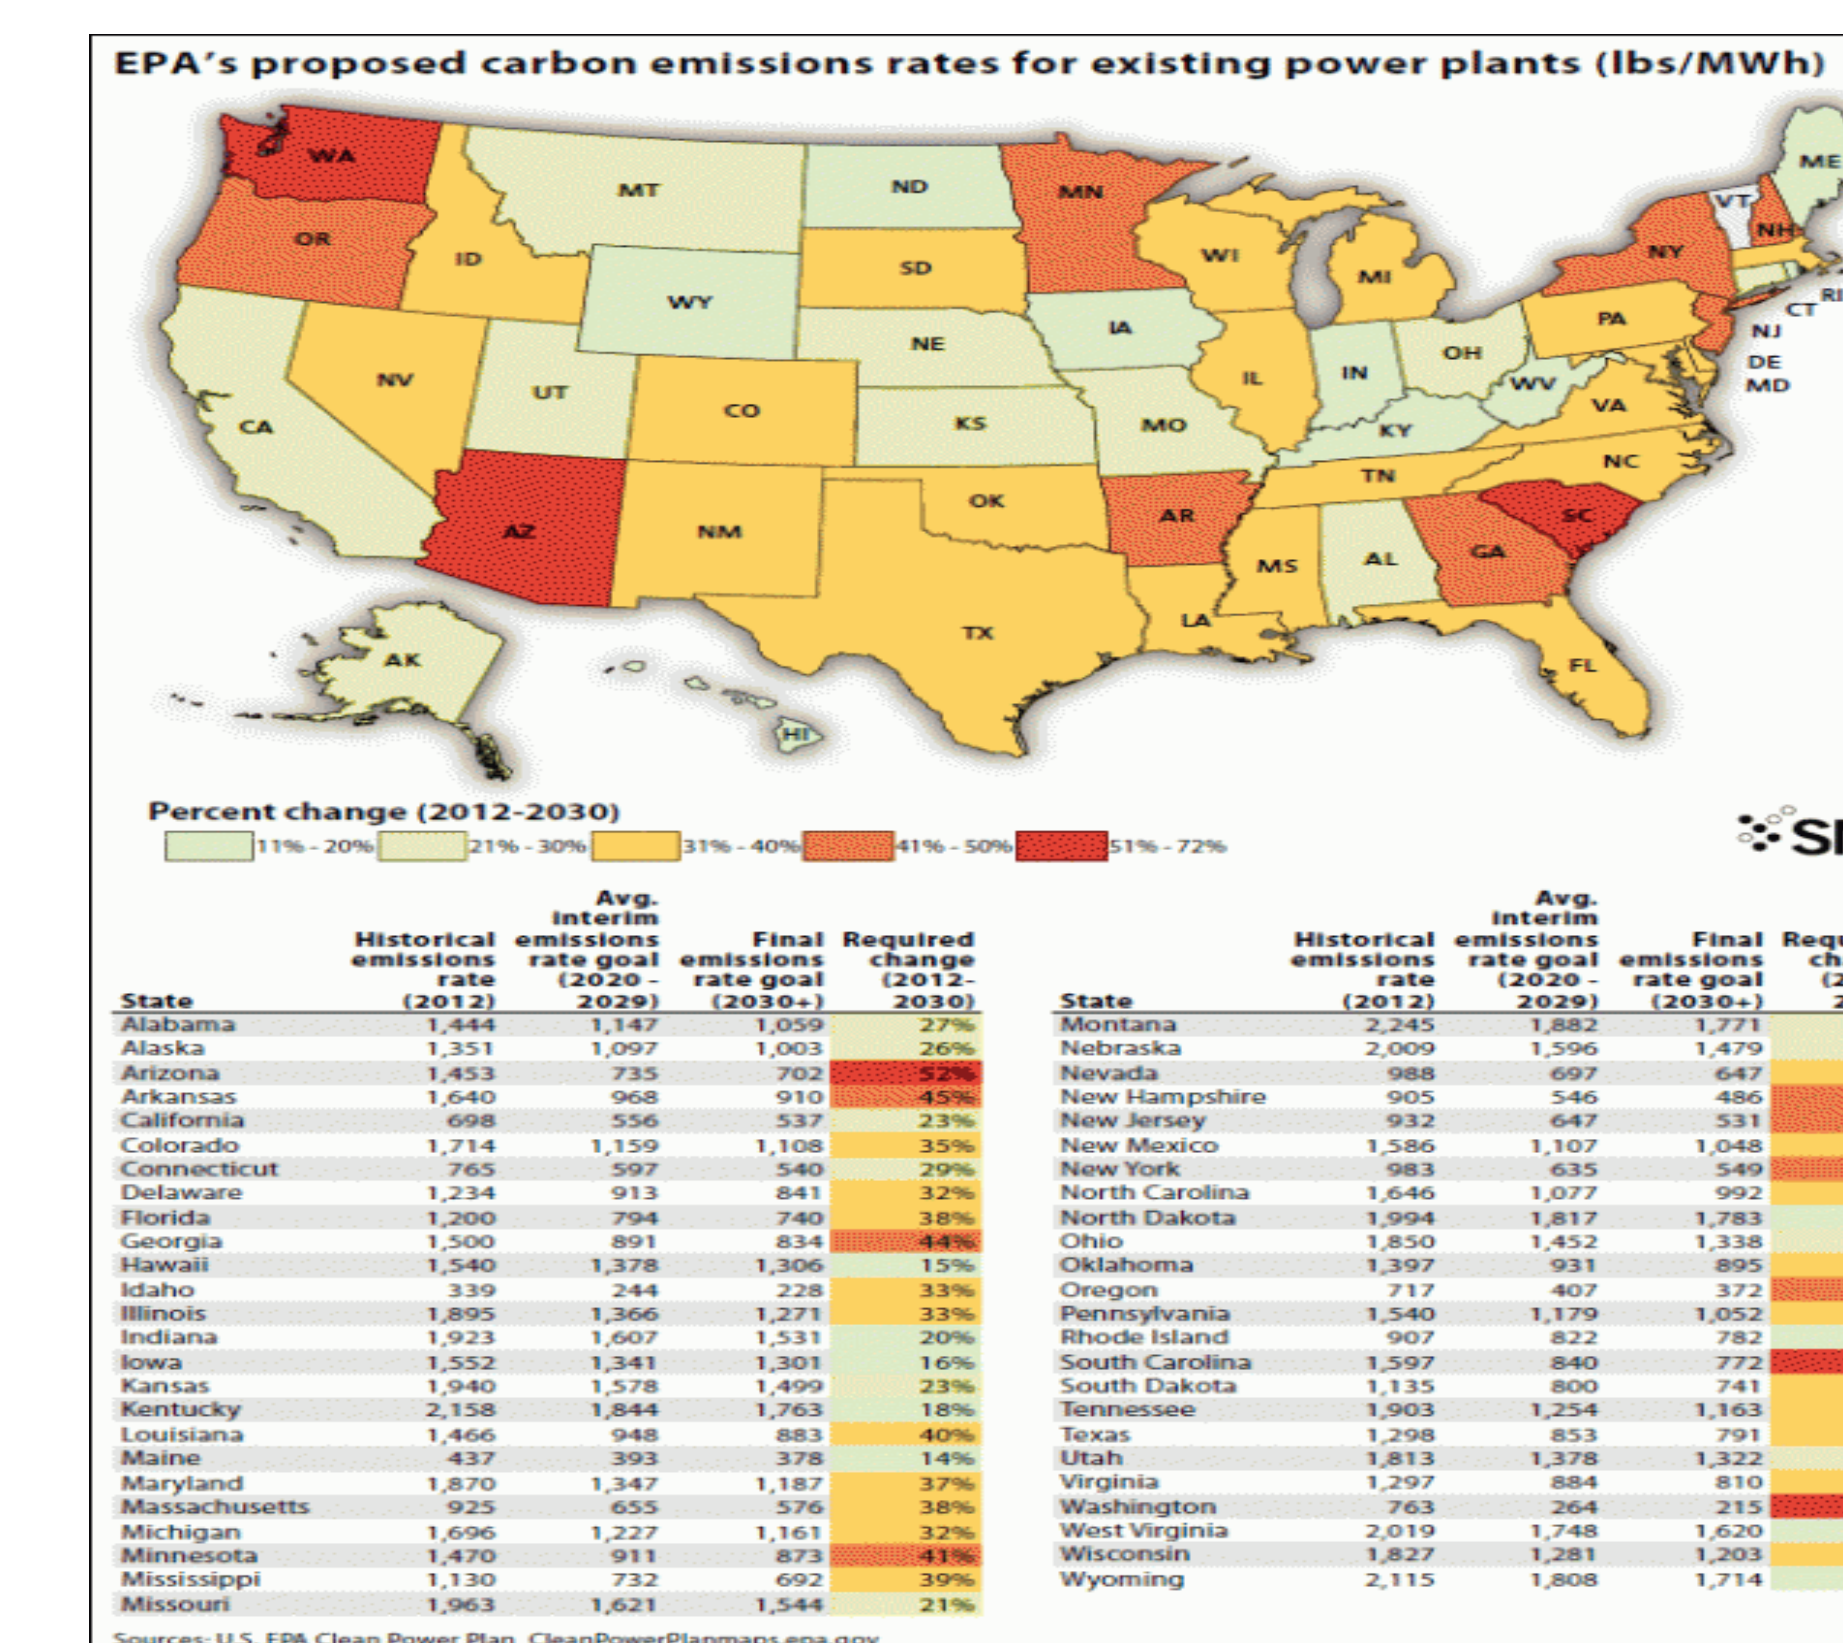 EPA's proposed carbon emissions rates for existing power plants (lbs/MWh)
WA
MT
ND
MN
ME
VT
NH
OR
ID
SD
WI
NY
WY
MI
RI
CT
IA
PA
NJ
NE
OH
DE
MD
NV
UT
IL
IN
WV
CO
VA
CA
KS
MO
KY
NC
TN
OK
AR
SC
AZ
NM
GA
MS
AL
TX
LA
FL
AK
HI
Percent change (2012-2030)
11% - 20% 21% - 30% 31% - 40% 41% - 50% 51% - 72%
State Historical emissions rate (2012) Avg. interim emissions rate goal (2020 - 2029) Final emissions rate goal (2030+) Required change (2012-2030)
Alabama 1,444 1,147 1,059 27%
Alaska 1,351 1,097 1,003 26%
Arizona 1,453 735 702 52%
Arkansas 1,640 968 910 45%
California 698 556 537 23%
Colorado 1,714 1,159 1,108 35%
Connecticut 765 597 540 29%
Delaware 1,234 913 841 32%
Florida 1,200 794 740 38%
Georgia 1,500 891 834 44%
Hawaii 1,540 1,378 1,306 15%
Idaho 339 244 228 33%
Illinois 1,895 1,366 1,271 33%
Indiana 1,923 1,607 1,531 20%
Iowa 1,552 1,341 1,301 16%
Kansas 1,940 1,578 1,499 23%
Kentucky 2,158 1,844 1,763 18%
Louisiana 1,466 948 883 40%
Maine 437 393 378 14%
Maryland 1,870 1,347 1,187 37%
Massachusetts 925 655 576 38%
Michigan 1,696 1,227 1,161 32%
Minnesota 1,470 911 873 41%
Mississippi 1,130 732 692 39%
Missouri 1,963 1,621 1,544 21%
State Historical emissions rate (2012) Avg. interim emissions rate goal (2020 - 2029) Final emissions rate goal (2030+)
Montana 2,245 1,882 1,771
Nebraska 2,009 1,596 1,479
Nevada 988 697 647
New Hampshire 905 546 486
New Jersey 932 647 531
New Mexico 1,586 1,107 1,048
New York 983 635 549
North Carolina 1,646 1,077 992
North Dakota 1,994 1,817 1,783
Ohio 1,850 1,452 1,338
Oklahoma 1,397 931 895
Oregon 717 407 372
Pennsylvania 1,540 1,179 1,052
Rhode Island 907 822 782
South Carolina 1,597 840 772
South Dakota 1,135 800 741
Tennessee 1,903 1,254 1,163
Texas 1,298 853 791
Utah 1,813 1,378 1,322
Virginia 1,297 884 810
Washington 763 264 215
West Virginia 2,019 1,748 1,620
Wisconsin 1,827 1,281 1,203
Wyoming 2,115 1,808 1,714
Sources: U.S. EPA Clean Power Plan, CleanPowerPlanmaps.epa.gov